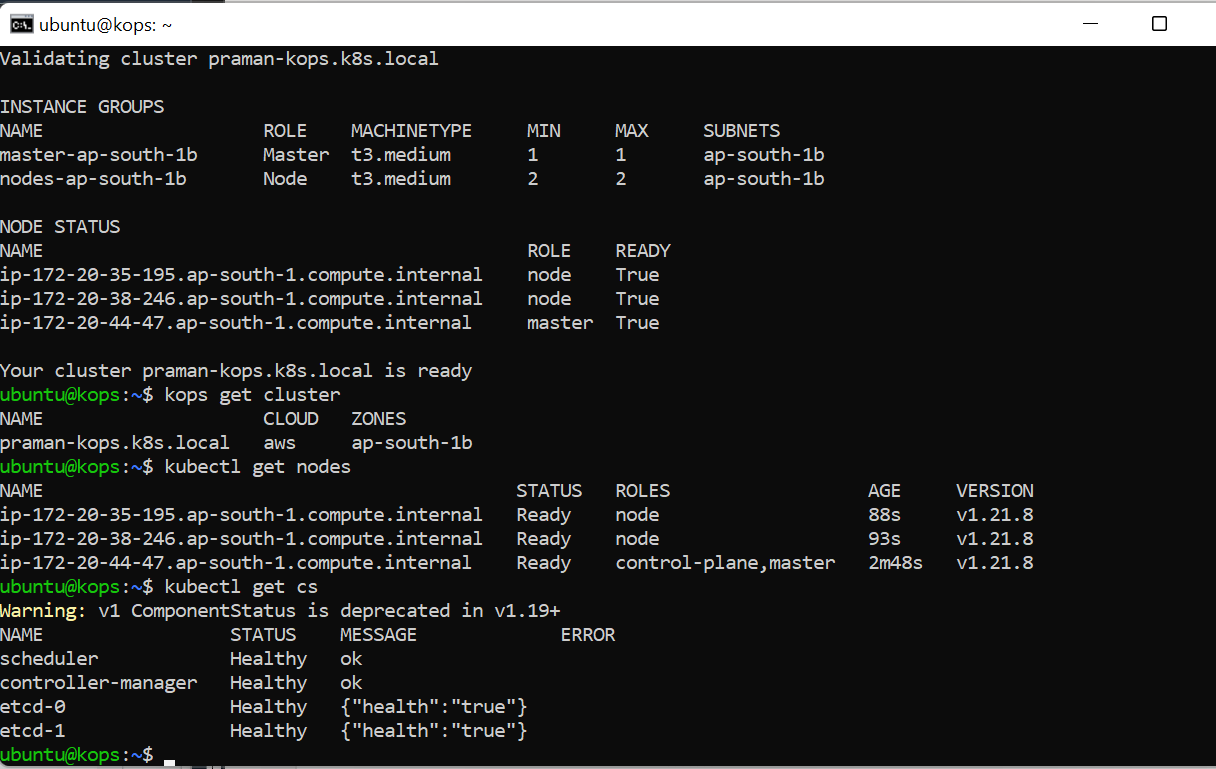 ubuntu@kops: ~
Validating cluster praman-kops.k8s.local
INSTANCE GROUPS
NAME ROLE MACHINETYPE MIN MAX SUBNETS
master-ap-south-1b Master t3.medium 1 1 ap-south-1b
nodes-ap-south-1b Node t3.medium 2 2 ap-south-1b
NODE STATUS
NAME ROLE READY
ip-172-20-35-195.ap-south-1.compute.internal node True
ip-172-20-38-246.ap-south-1.compute.internal node True
ip-172-20-44-47.ap-south-1.compute.internal master True
Your cluster praman-kops.k8s.local is ready
ubuntu@kops:~$ kops get cluster
NAME CLOUD ZONES
praman-kops.k8s.local aws ap-south-1b
ubuntu@kops:~$ kubectl get nodes
NAME STATUS ROLES AGE VERSION
ip-172-20-35-195.ap-south-1.compute.internal Ready node 88s v1.21.8
ip-172-20-38-246.ap-south-1.compute.internal Ready node 93s v1.21.8
ip-172-20-44-47.ap-south-1.compute.internal Ready control-plane,master 2m48s v1.21.8
ubuntu@kops:~$ kubectl get cs
Warning: v1 ComponentStatus is deprecated in v1.19+
NAME STATUS MESSAGE ERROR
scheduler Healthy ok
controller-manager Healthy ok
etcd-0 Healthy {"health":"true"}
etcd-1 Healthy {"health":"true"}
ubuntu@kops:~$